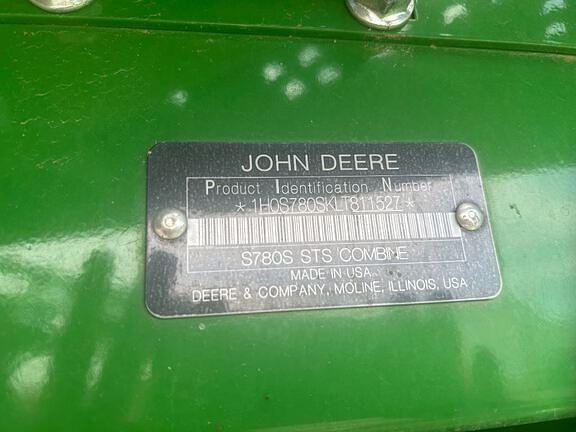 JOHN DEERE
Product Identification Number
*1H0S780SKLT811527*
S780S STS COMBINE
MADE IN USA
DEERE & COMPANY, MOLINE, ILLINOIS, USA